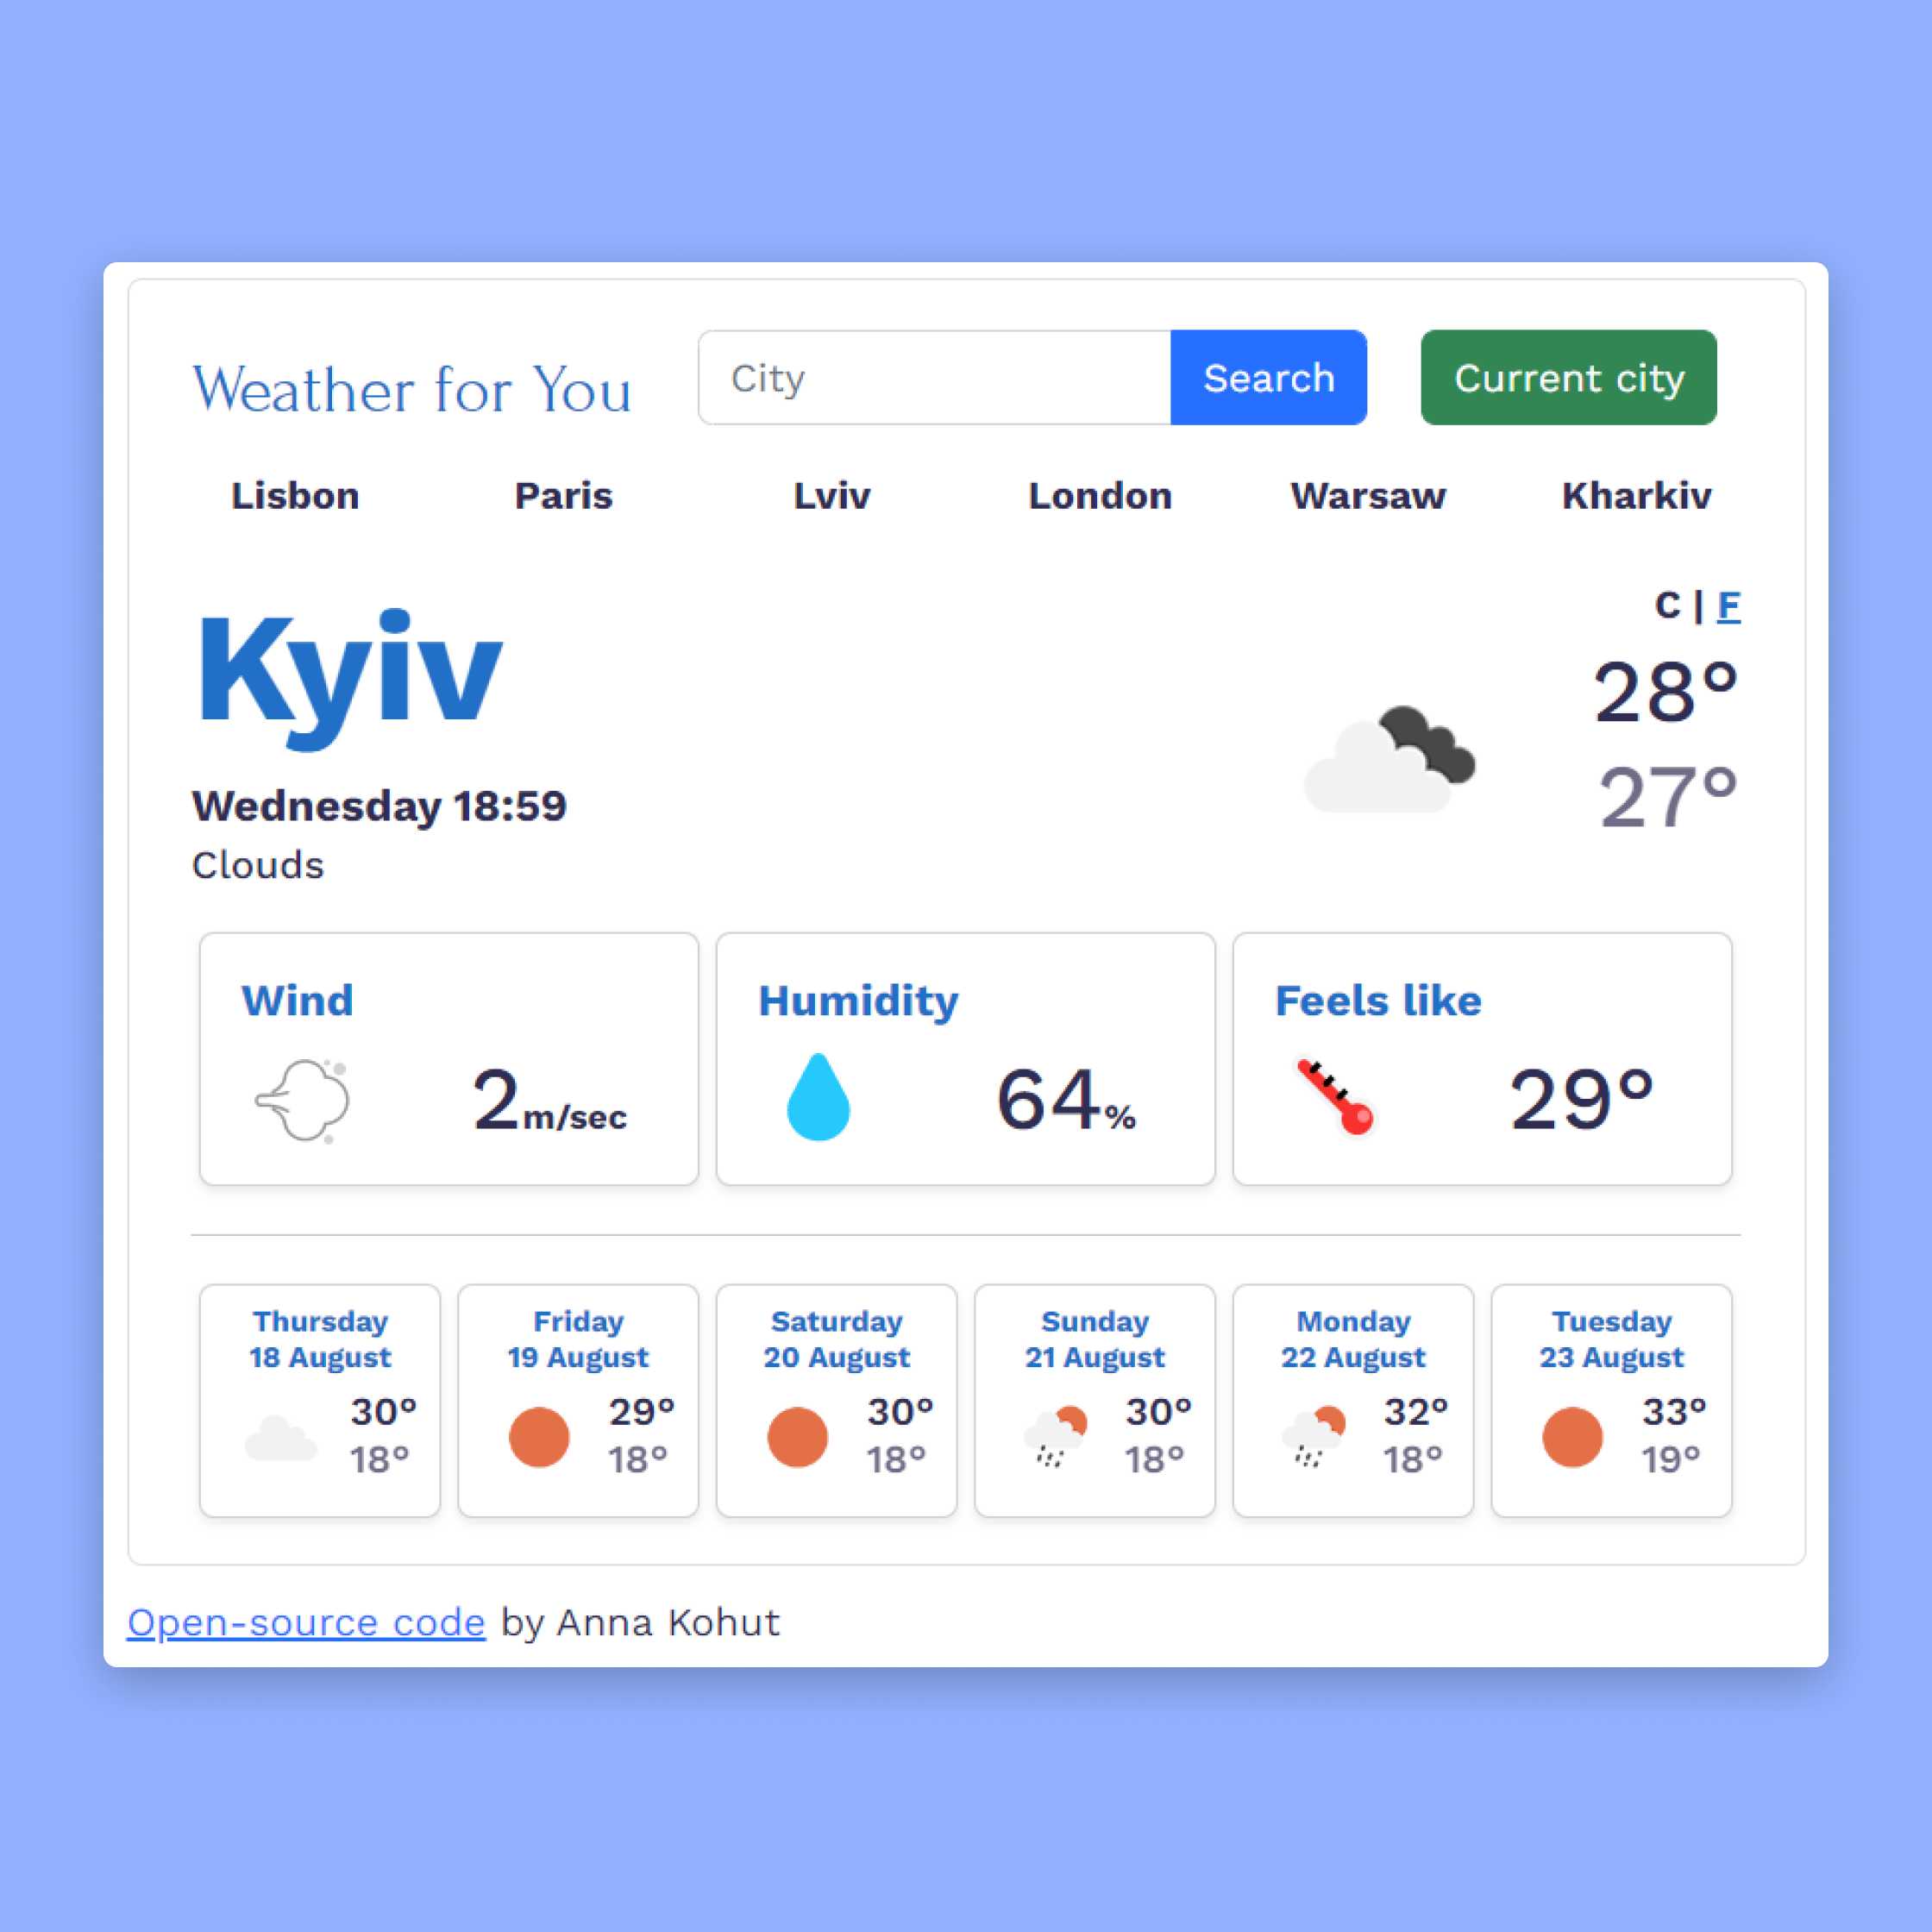 Weather for You
City
Search
Current city
Lisbon Paris Lviv London Warsaw Kharkiv
C | F
Kyiv
28°
27°
Wednesday 18:59
Clouds
Wind
2m/sec
Humidity
64%
Feels like
29°
Thursday
18 August
30°
18°
Friday
19 August
29°
18°
Saturday
20 August
30°
18°
Sunday
21 August
30°
18°
Monday
22 August
32°
18°
Tuesday
23 August
33°
19°
Open-source code by Anna Kohut